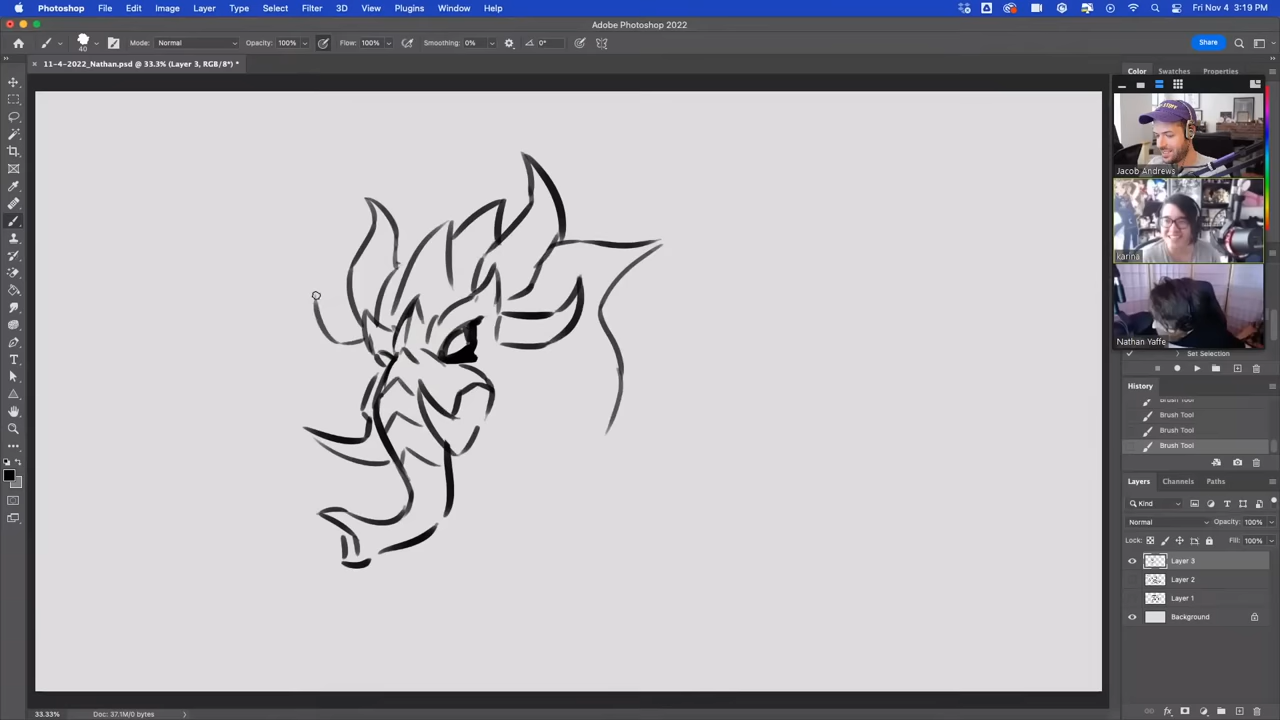 Photoshop File Edit Image Layer Type Select Filter 3D View Plugins Window Help Fri Nov 4 3:19 PM
Adobe Photoshop 2022
40 Mode: Normal Opacity: 100% Flow: 100% Smoothing: 0% 0° Share
11-4-2022_Nathan.psd @ 33.3% (Layer 3, RGB/8*) *
Color Swatches Properties
Jacob Andrews
STUFF
karina
Nathan Yaffe
Set Selection
History
Brush Tool
Brush Tool
Brush Tool
Brush Tool
Layers Channels Paths
Kind
Normal Opacity: 100%
Lock: Fill: 100%
Layer 3
Layer 2
Layer 1
Background
33.33% Doc: 37.1M/0 bytes